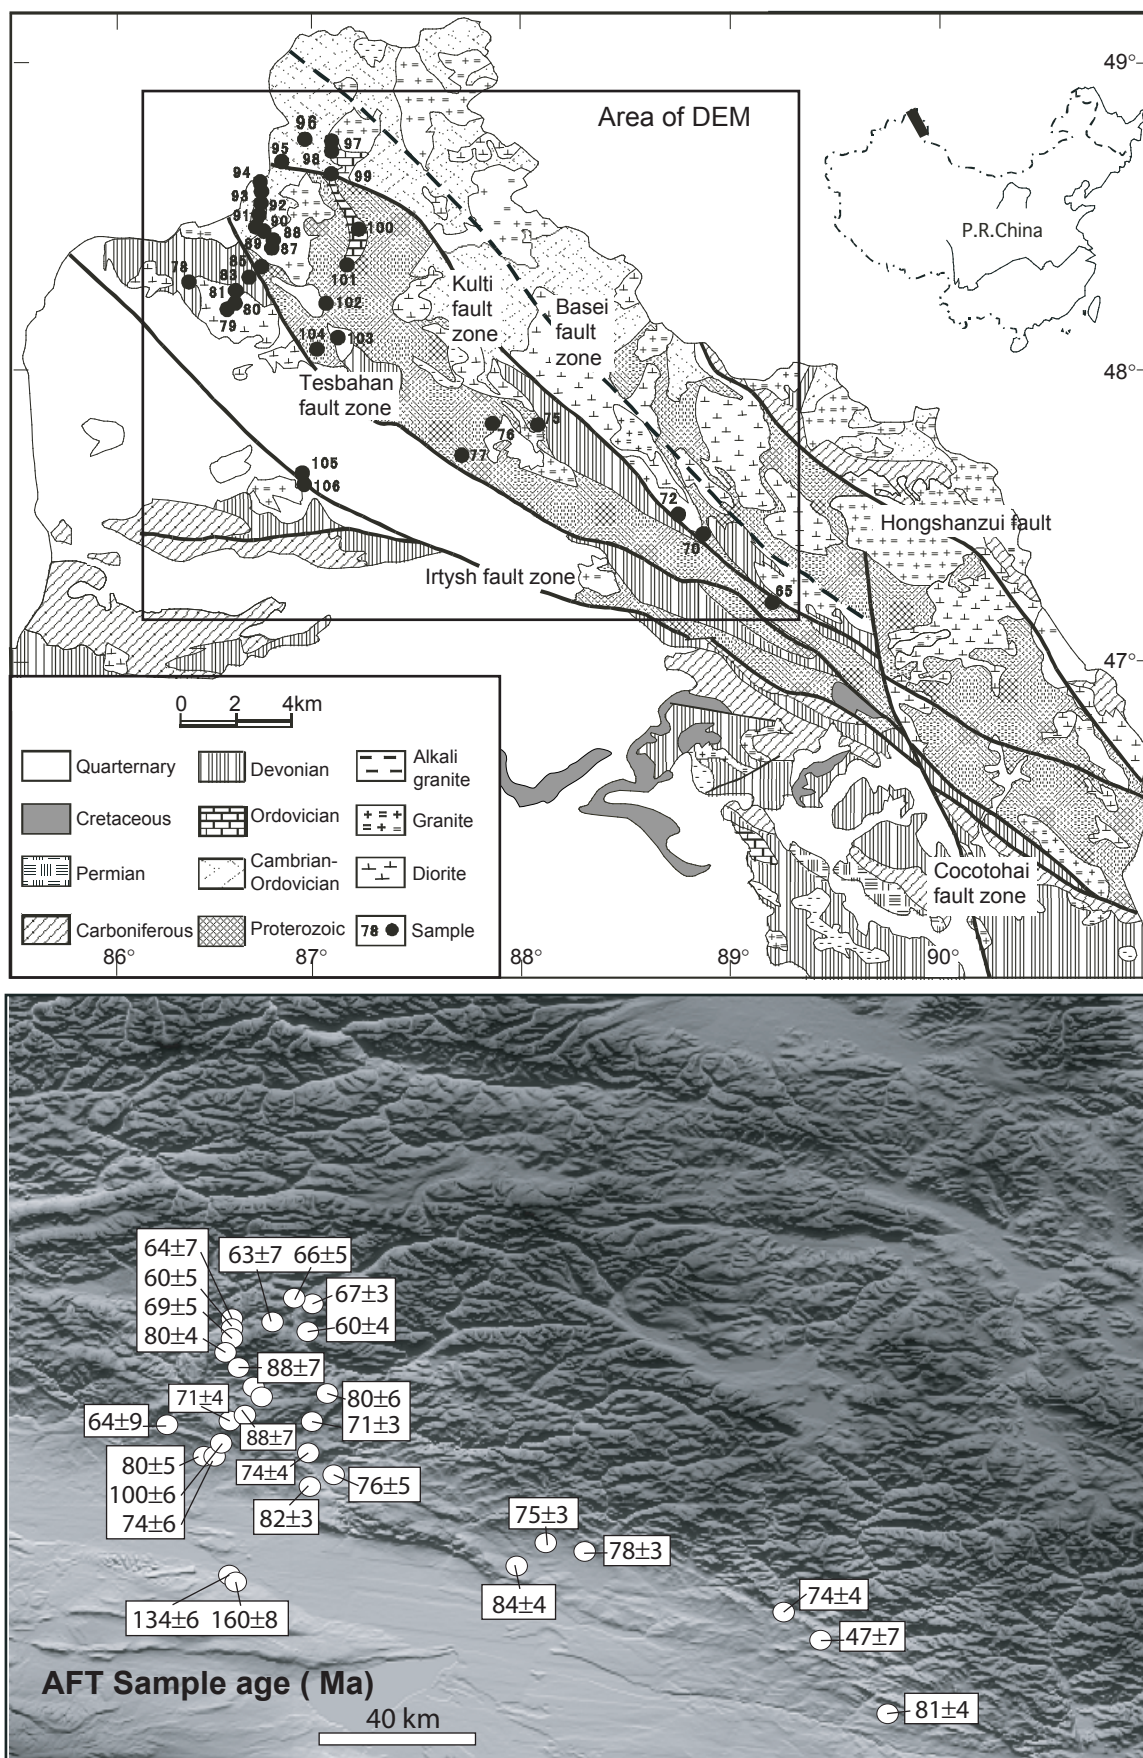 49°
Area of DEM
96
97
95
98
94
99
93
92
91
90
88
100
89
87
P.R.China
85
78
83
101
81
102
80
79
104
103
Kulti
fault
zone
Basei
fault
zone
48°
Tesbahan
fault zone
75
76
77
105
106
72
70
Hongshanzui fault
Irtysh fault zone
65
47°
0 2 4km
Quarternary
Devonian
Alkali
granite
Cretaceous
Ordovician
Granite
Permian
Cambrian-
Ordovician
Diorite
Carboniferous
Proterozoic
78
Sample
Cocotohai
fault zone
86° 87° 88° 89° 90°
64±7
60±5
69±5
80±4
63±7 66±5
67±3
60±4
88±7
71±4
80±6
71±3
64±9
88±7
80±5
100±6
74±6
74±4
76±5
82±3
75±3
78±3
84±4
74±4
134±6 160±8
47±7
AFT Sample age ( Ma)
81±4
40 km